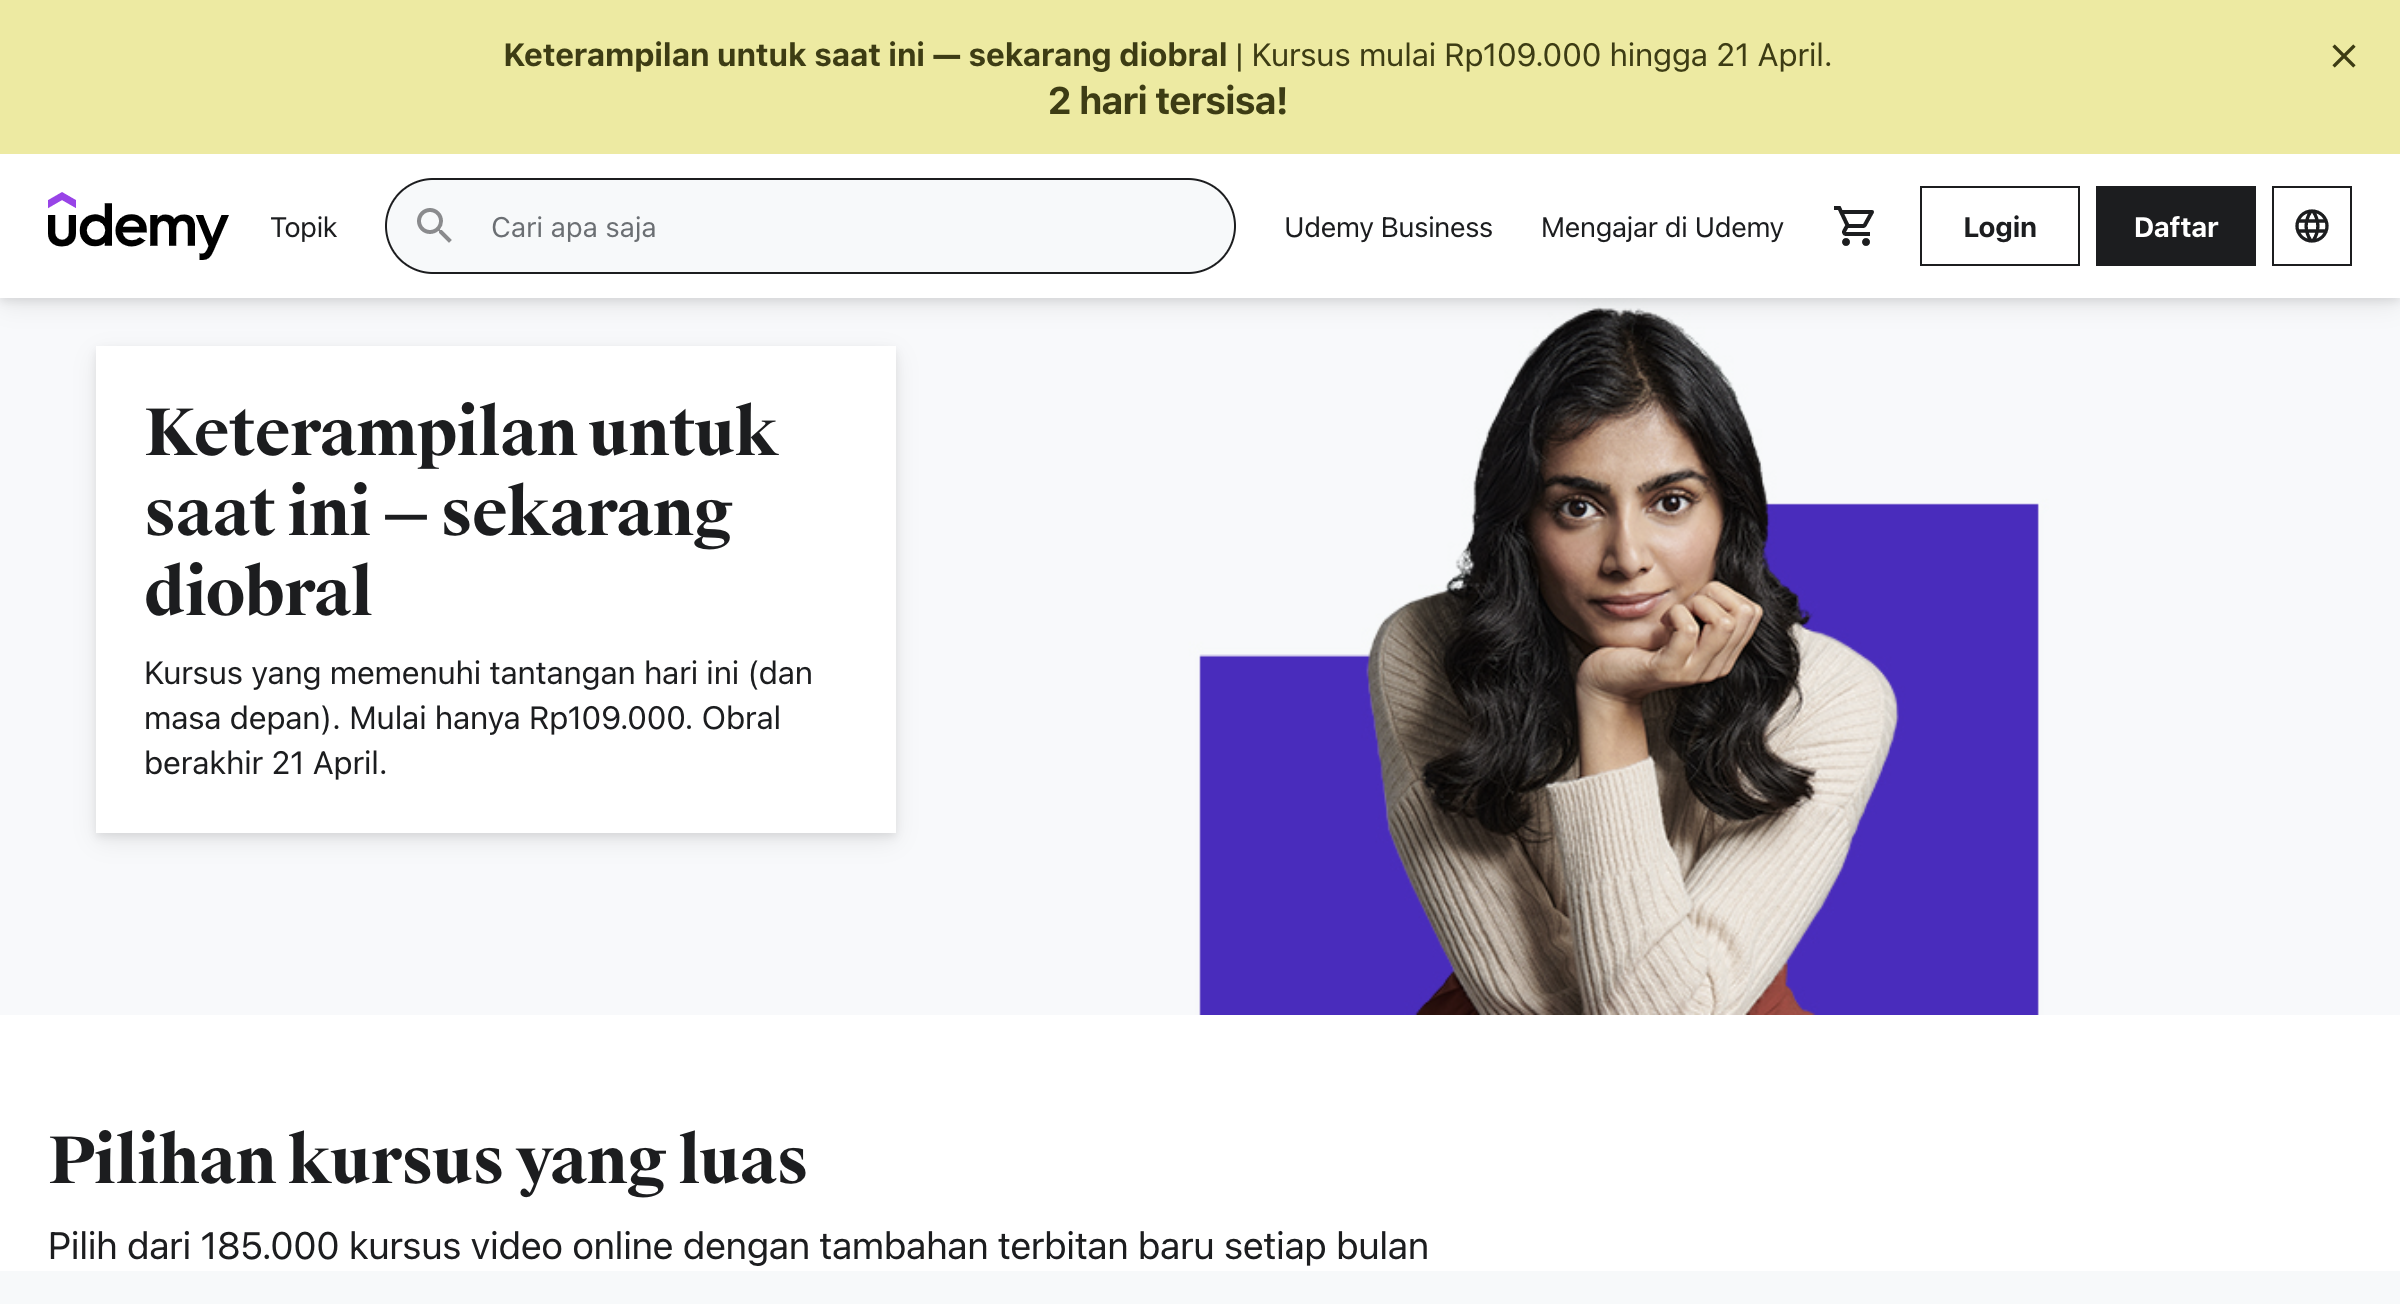 Keterampilan untuk saat ini — sekarang diobral | Kursus mulai Rp109.000 hingga 21 April.
2 hari tersisa!
udemy
Topik
Cari apa saja
Udemy Business
Mengajar di Udemy
Login
Daftar
Keterampilan untuk
saat ini — sekarang
diobral
Kursus yang memenuhi tantangan hari ini (dan
masa depan). Mulai hanya Rp109.000. Obral
berakhir 21 April.
Pilihan kursus yang luas
Pilih dari 185.000 kursus video online dengan tambahan terbitan baru setiap bulan